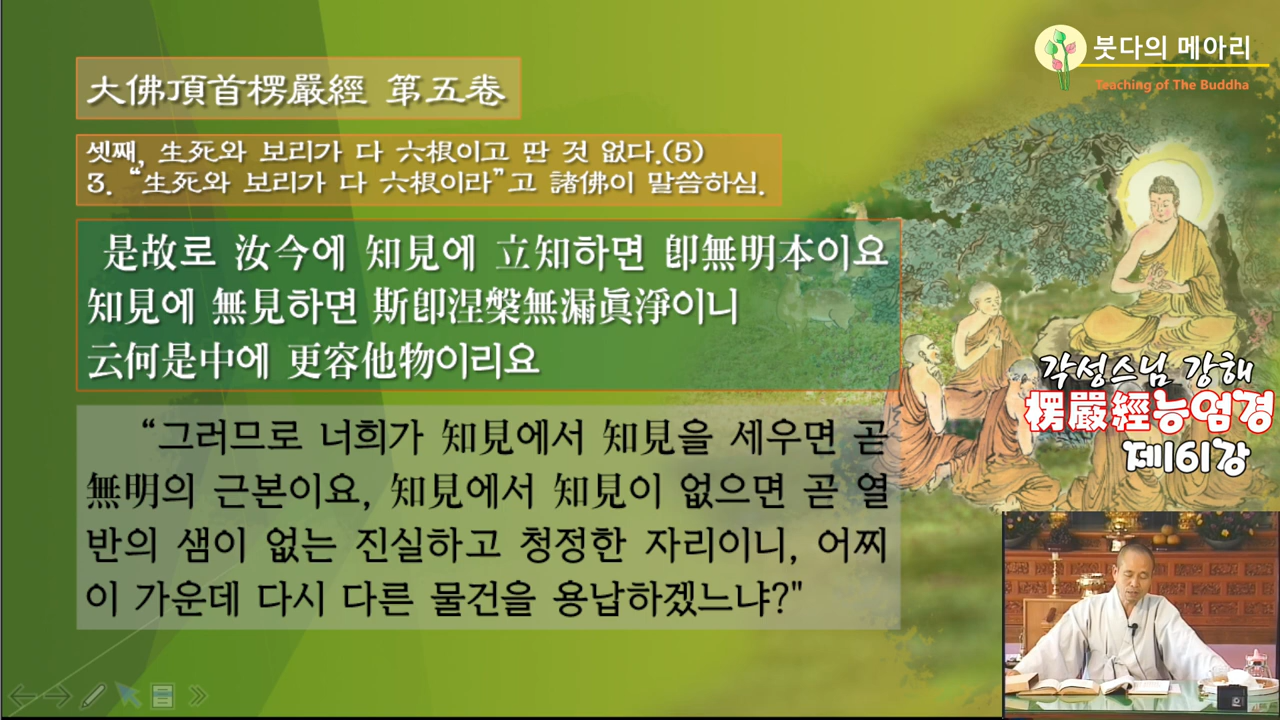 붓다의 메아리
Teaching of The Buddha
大佛頂首楞嚴經 第五卷
셋째, 生死와 보리가 다 六根이고 딴 것 없다.(5)
3. “生死와 보리가 다 六根이라”고 諸佛이 말씀하심.
是故로 汝今에 知見에 立知하면 卽無明本이요
知見에 無見하면 斯卽涅槃無漏眞淨이니
云何是中에 更容他物이리요
“그러므로 너희가 知見에서 知見을 세우면 곧
無明의 근본이요, 知見에서 知見이 없으면 곧 열
반의 샘이 없는 진실하고 청정한 자리이니, 어찌
이 가운데 다시 다른 물건을 용납하겠느냐?"
각성스님 강해
楞嚴經능엄경
제161강